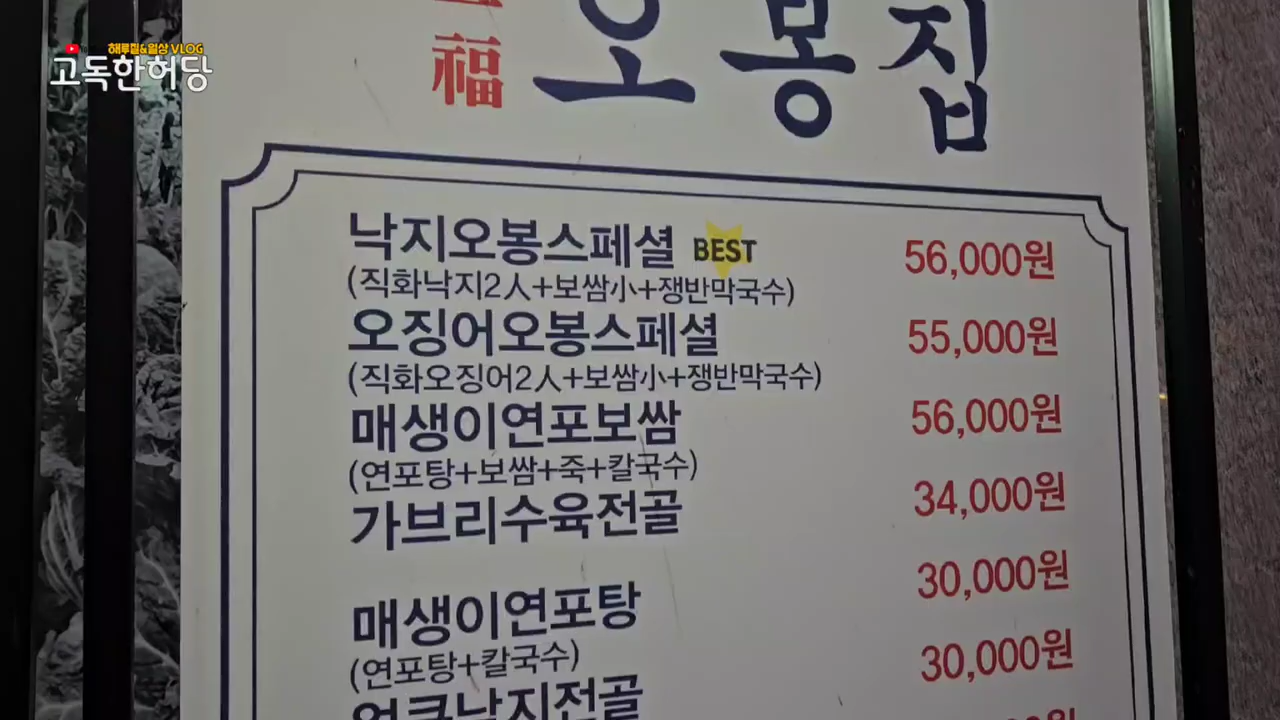 해루질&일상 VLOG
고독한허당
福
오봉집
낙지오봉스페셜 BEST 56,000원
(직화낙지2人+보쌈小+쟁반막국수)
오징어오봉스페셜 55,000원
(직화오징어2人+보쌈小+쟁반막국수)
매생이연포보쌈 56,000원
(연포탕+보쌈+죽+칼국수)
가브리수육전골 34,000원
매생이연포탕 30,000원
(연포탕+칼국수)
얼큰낙지전골 30,000원